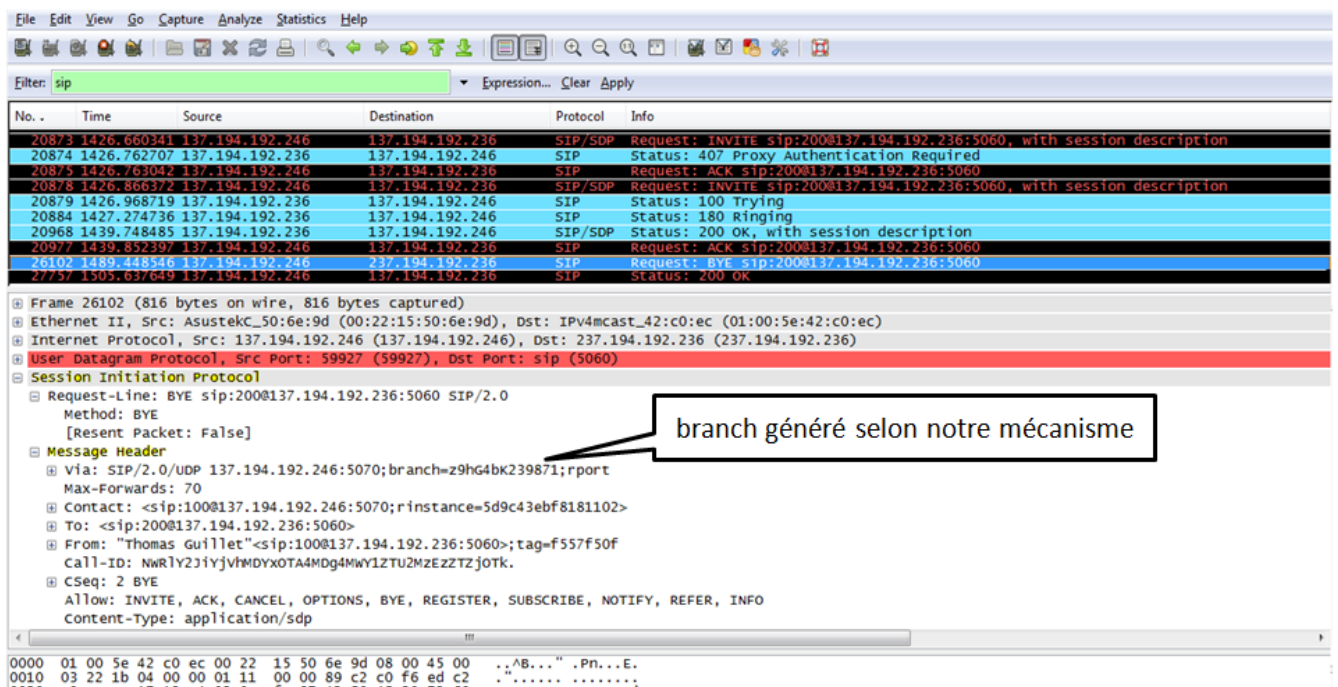 File Edit View Go Capture Analyze Statistics Help
Filter: sip Expression... Clear Apply
No. . Time Source Destination Protocol Info
20873 1426.660341 137.194.192.246 137.194.192.236 SIP/SDP Request: INVITE sip:200@137.194.192.236:5060, with session description
20874 1426.762707 137.194.192.236 137.194.192.246 SIP Status: 407 Proxy Authentication Required
20875 1426.763042 137.194.192.246 137.194.192.236 SIP Request: ACK sip:200@137.194.192.236:5060
20878 1426.866372 137.194.192.246 137.194.192.236 SIP/SDP Request: INVITE sip:200@137.194.192.236:5060, with session description
20879 1426.968719 137.194.192.236 137.194.192.246 SIP Status: 100 Trying
20884 1427.274736 137.194.192.236 137.194.192.246 SIP Status: 180 Ringing
20968 1439.748485 137.194.192.236 137.194.192.246 SIP/SDP Status: 200 OK, with session description
20977 1439.852397 137.194.192.246 137.194.192.236 SIP Request: ACK sip:200@137.194.192.236:5060
26102 1489.448546 137.194.192.246 237.194.192.236 SIP Request: BYE sip:200@137.194.192.236:5060
27757 1505.637649 137.194.192.246 137.194.192.236 SIP Status: 200 OK
Frame 26102 (816 bytes on wire, 816 bytes captured)
Ethernet II, Src: AsustekC_50:6e:9d (00:22:15:50:6e:9d), Dst: IPv4mcast_42:c0:ec (01:00:5e:42:c0:ec)
Internet Protocol, Src: 137.194.192.246 (137.194.192.246), Dst: 237.194.192.236 (237.194.192.236)
User Datagram Protocol, Src Port: 59927 (59927), Dst Port: sip (5060)
Session Initiation Protocol
Request-Line: BYE sip:200@137.194.192.236:5060 SIP/2.0
Method: BYE
[Resent Packet: False]
branch généré selon notre mécanisme
Message Header
Via: SIP/2.0/UDP 137.194.192.246:5070;branch=z9hG4bK239871;rport
Max-Forwards: 70
Contact: <sip:100@137.194.192.246:5070;rinstance=5d9c43ebf8181102>
To: <sip:200@137.194.192.236:5060>
From: "Thomas Guillet"<sip:100@137.194.192.236:5060>;tag=f557f50f
Call-ID: NWRlY2JiYjVhMDYxOTA4MDg4MWY1ZTU2MzEzZTZjOTk.
CSeq: 2 BYE
Allow: INVITE, ACK, CANCEL, OPTIONS, BYE, REGISTER, SUBSCRIBE, NOTIFY, REFER, INFO
Content-Type: application/sdp
0000 01 00 5e 42 c0 ec 00 22 15 50 6e 9d 08 00 45 00 ..^B..." .Pn...E.
0010 03 22 1b 04 00 00 01 11 00 00 89 c2 c0 f6 ed c2 ."...... ........